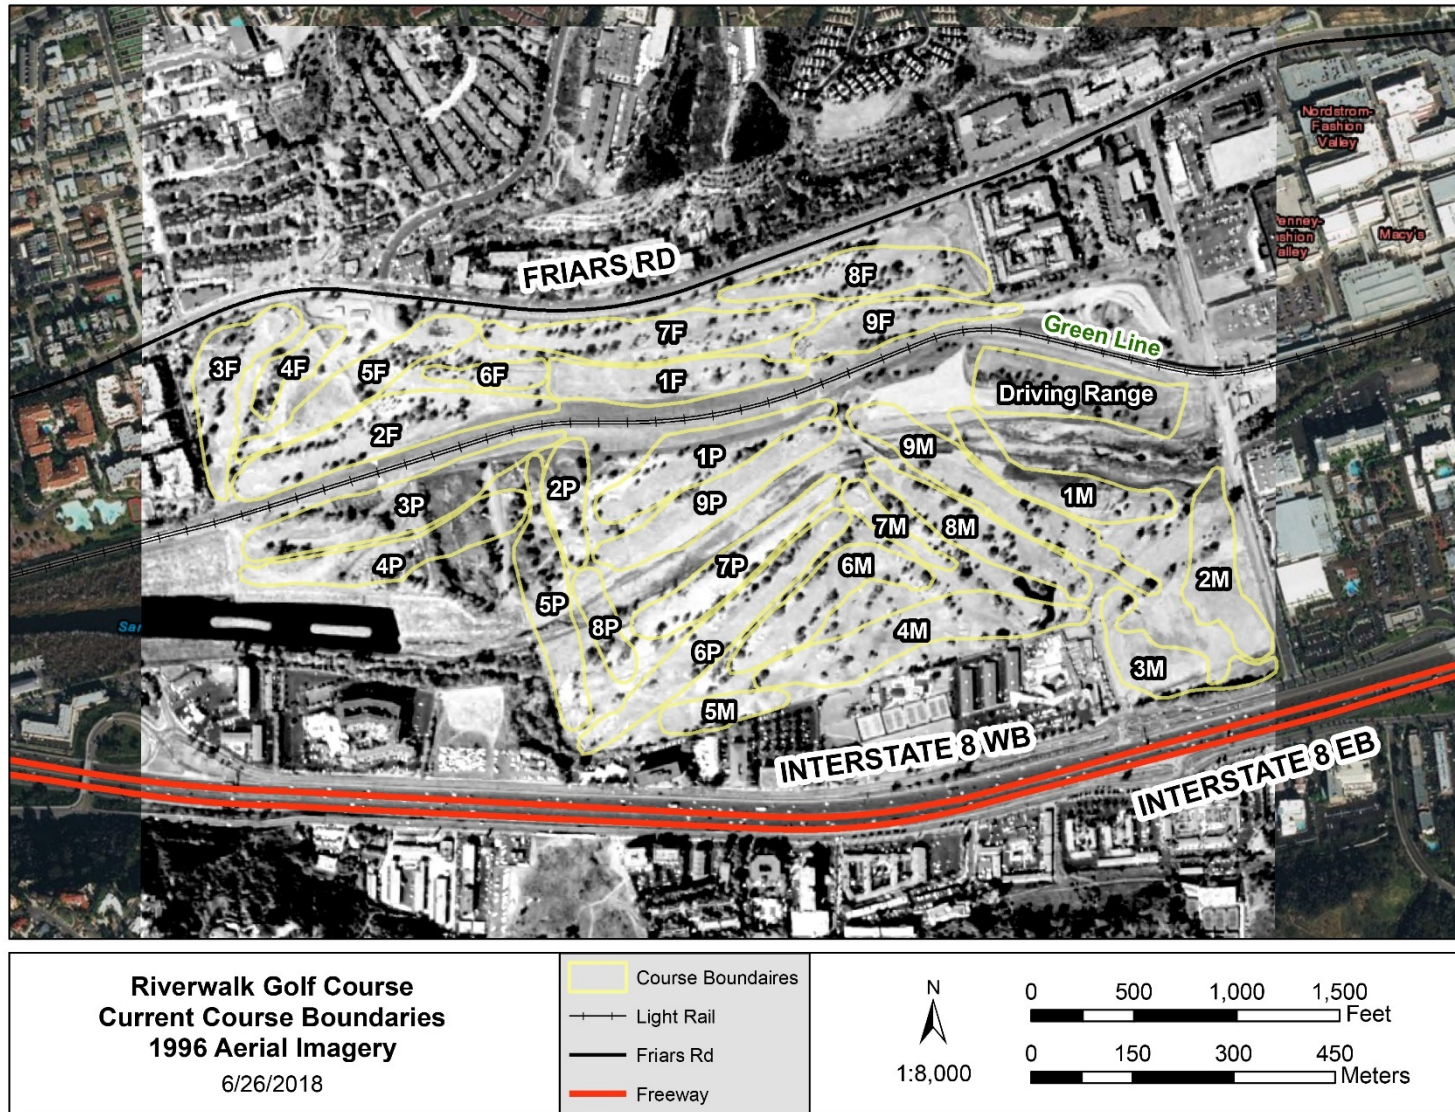 Nordstrom-
Fashion
Valley
enney-
shion
alley
Macy's
FRIARS RD
8F
7F
9F
Green Line
3F
4F
5F
6F
1F
Driving Range
2F
1P
9M
2P
3P
9P
1M
7M
8M
4P
7P
6M
2M
5P
8P
4M
6P
3M
5M
San
INTERSTATE 8 WB
INTERSTATE 8 EB
Riverwalk Golf Course
Current Course Boundaries
1996 Aerial Imagery
6/26/2018
Course Boundaires
Light Rail
Friars Rd
Freeway
N
1:8,000
0 500 1,000 1,500
Feet
0 150 300 450
Meters